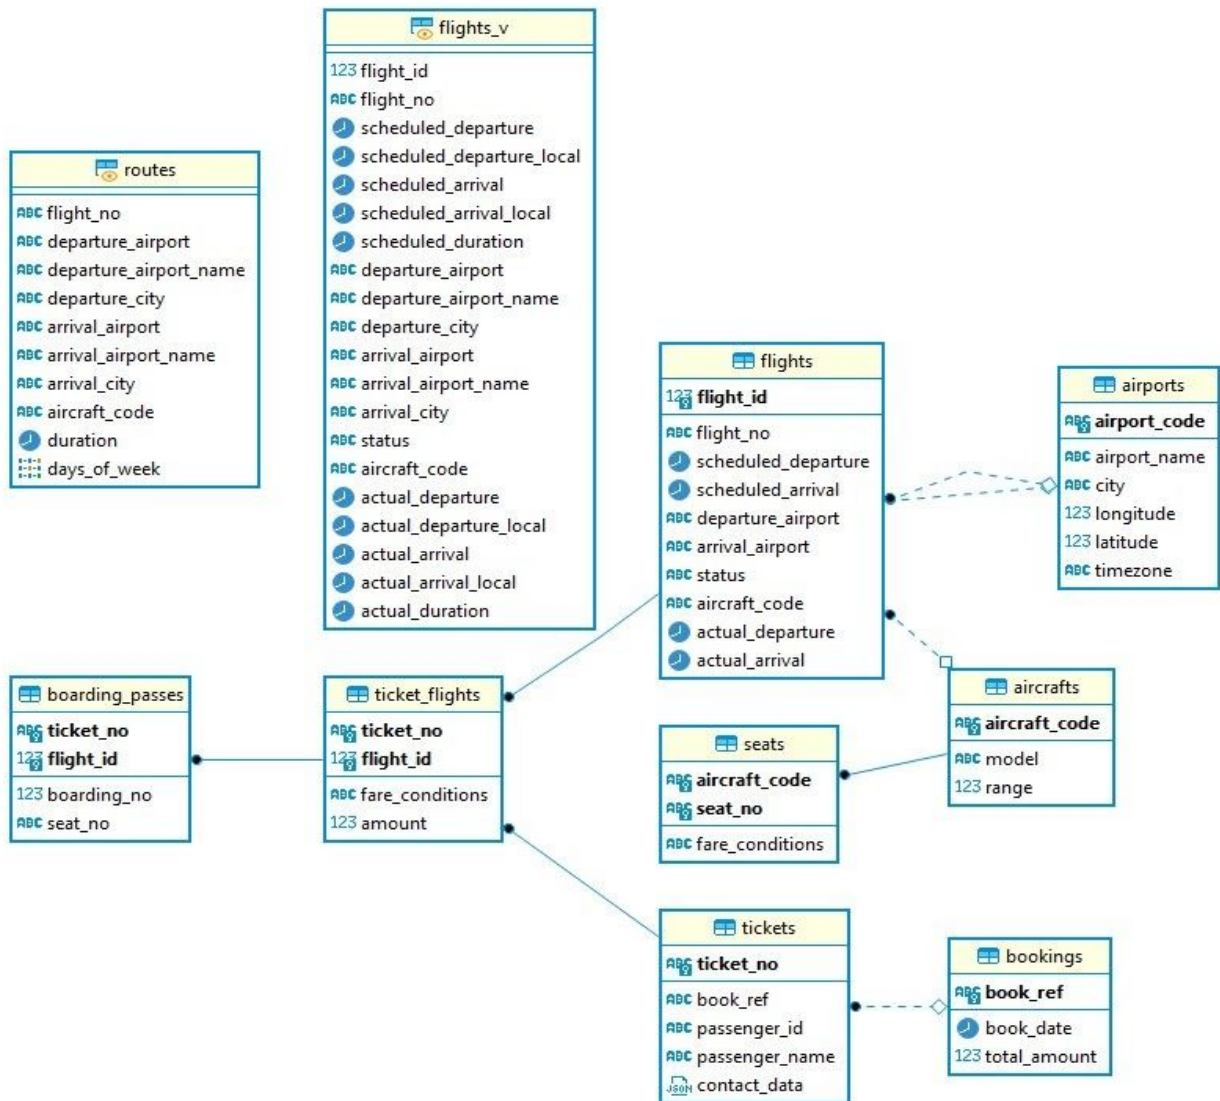 flights_v
123 flight_id
ABC flight_no
scheduled_departure
scheduled_departure_local
scheduled_arrival
scheduled_arrival_local
scheduled_duration
ABC departure_airport
ABC departure_airport_name
ABC departure_city
ABC arrival_airport
ABC arrival_airport_name
ABC arrival_city
ABC status
ABC aircraft_code
actual_departure
actual_departure_local
actual_arrival
actual_arrival_local
actual_duration
routes
ABC flight_no
ABC departure_airport
ABC departure_airport_name
ABC departure_city
ABC arrival_airport
ABC arrival_airport_name
ABC arrival_city
ABC aircraft_code
duration
days_of_week
flights
123 flight_id
ABC flight_no
scheduled_departure
scheduled_arrival
ABC departure_airport
ABC arrival_airport
ABC status
ABC aircraft_code
actual_departure
actual_arrival
airports
ABC airport_code
ABC airport_name
ABC city
123 longitude
123 latitude
ABC timezone
boarding_passes
ABC ticket_no
123 flight_id
123 boarding_no
ABC seat_no
ticket_flights
ABC ticket_no
123 flight_id
ABC fare_conditions
123 amount
aircrafts
ABC aircraft_code
ABC model
123 range
seats
ABC aircraft_code
ABC seat_no
ABC fare_conditions
tickets
ABC ticket_no
ABC book_ref
ABC passenger_id
ABC passenger_name
JSON contact_data
bookings
ABC book_ref
book_date
123 total_amount